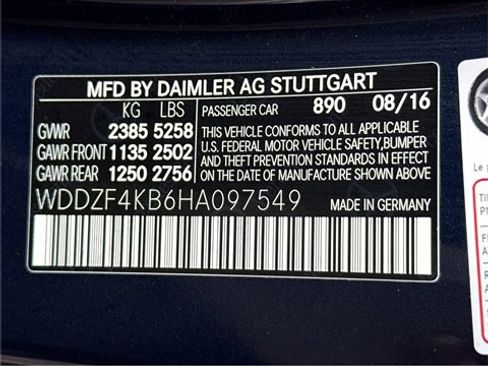 MFD BY DAIMLER AG STUTTGART
KG LBS PASSENGER CAR 890 08/16
GVWR 2385 5258 THIS VEHICLE CONFORMS TO ALL APPLICABLE
GAWR FRONT 1135 2502 U.S. FEDERAL MOTOR VEHICLE SAFETY,BUMPER
GAWR REAR 1250 2756 AND THEFT PREVENTION STANDARDS IN EFFECT
ON THE DATE OF MANUFACTURE SHOWN ABOVE.
WDDZF4KB6HA097549 MADE IN GERMANY
Le